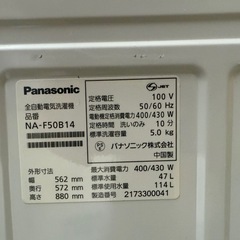 Panasonic
全自動電気洗濯機
品番
NA-F50B14
JET
定格電圧 100 V
定格周波数 50/60 Hz
電動機定格消費電力 400/430 W
定格時間 洗いのみ 10分
標準洗濯容量 5.0 kg
パナソニック株式会社
中国製
外形寸法
幅 562 mm
奥行 572 mm
高さ 880 mm
最大消費電力 400/430 W
標準水量 47 L
標準使用水量 114 L
製造番号 2173300041